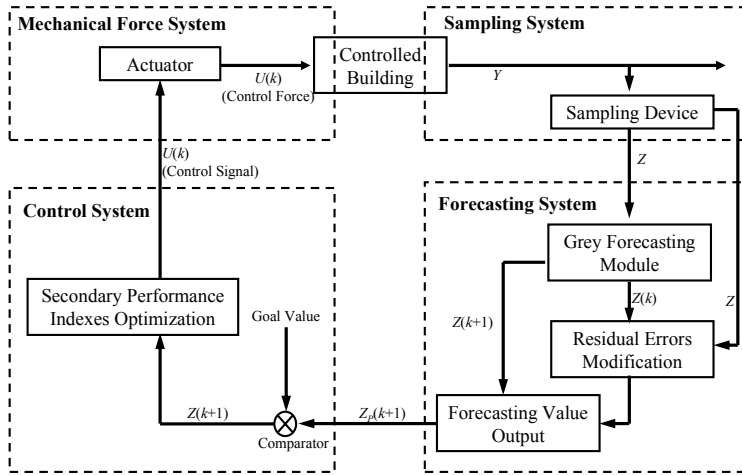 Mechanical Force System
Sampling System
Actuator
U(k)
(Control Force)
Controlled
Building
Y
Sampling Device
U(k)
(Control Signal)
Z
Control System
Forecasting System
Grey Forecasting
Module
Secondary Performance
Indexes Optimization
Goal Value
Z(k+1)
Z(k)
Z
Residual Errors
Modification
Z(k+1)
Comparator
Zp(k+1)
Forecasting Value
Output